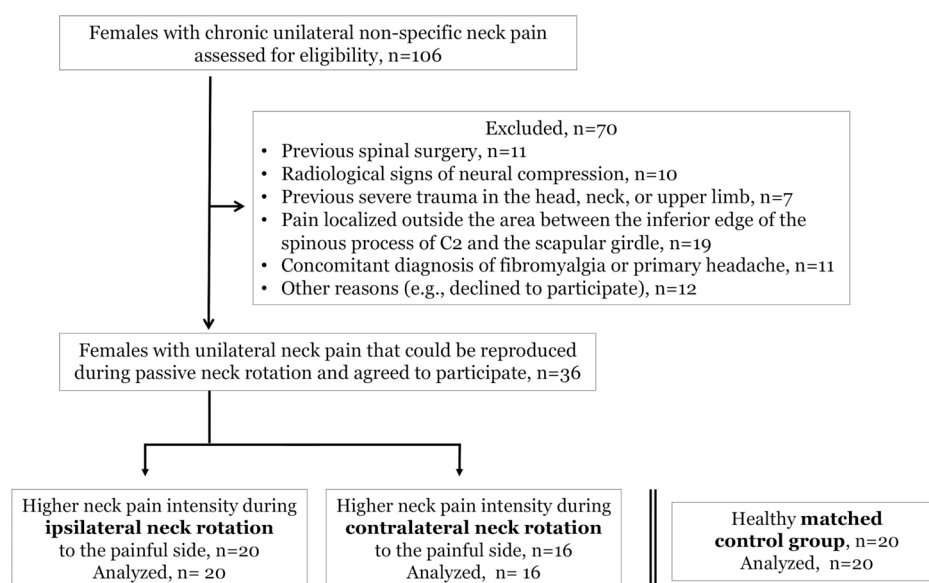 Females with chronic unilateral non-specific neck pain
assessed for eligibility, n=106
Excluded, n=70
• Previous spinal surgery, n=11
• Radiological signs of neural compression, n=10
• Previous severe trauma in the head, neck, or upper limb, n=7
• Pain localized outside the area between the inferior edge of the
spinous process of C2 and the scapular girdle, n=19
• Concomitant diagnosis of fibromyalgia or primary headache, n=11
• Other reasons (e.g., declined to participate), n=12
Females with unilateral neck pain that could be reproduced
during passive neck rotation and agreed to participate, n=36
Higher neck pain intensity during
ipsilateral neck rotation
to the painful side, n=20
Analyzed, n= 20
Higher neck pain intensity during
contralateral neck rotation
to the painful side, n=16
Analyzed, n= 16
Healthy matched
control group, n=20
Analyzed, n=20